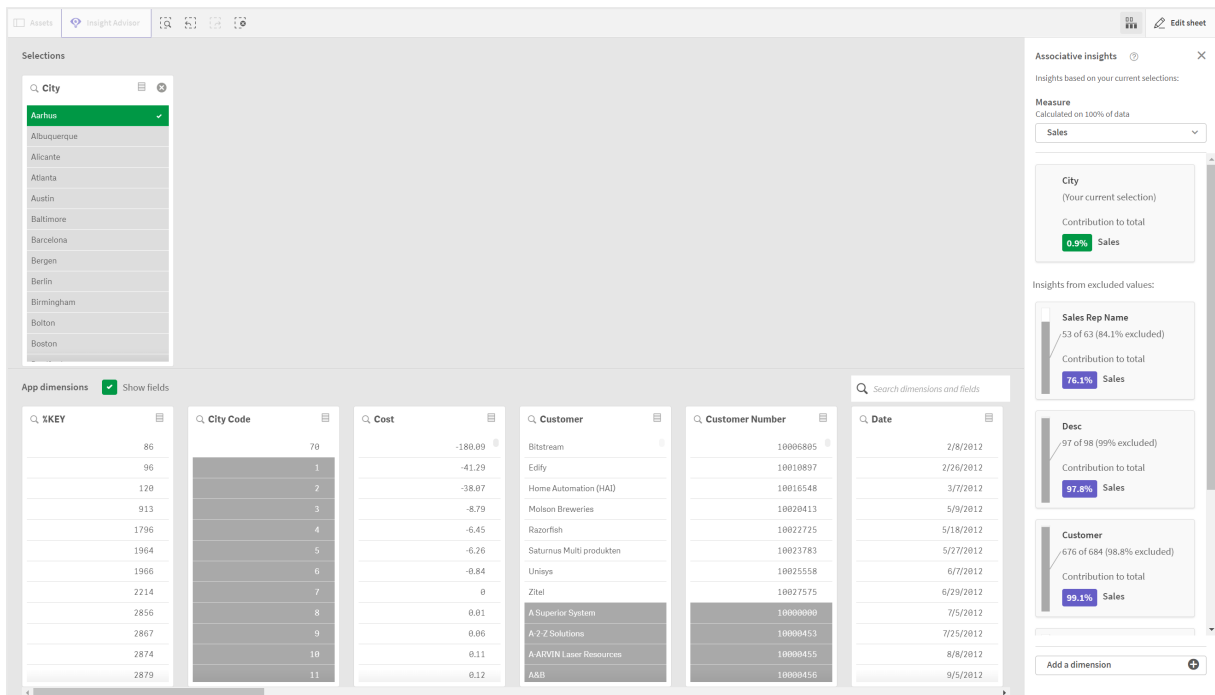 Assets
Insight Advisor
Edit sheet
Selections
City
Aarhus
Albuquerque
Alicante
Atlanta
Austin
Baltimore
Barcelona
Bergen
Berlin
Birmingham
Bolton
Boston
App dimensions
Show fields
Search dimensions and fields
%KEY
86
96
120
913
1796
1964
1966
2214
2856
2867
2874
2879
City Code
70
1
2
3
4
5
6
7
8
9
10
11
Cost
-180.09
-41.29
-38.07
-8.79
-6.45
-6.26
-0.84
0
0.01
0.06
0.11
0.12
Customer
Bitstream
Edify
Home Automation (HAI)
Molson Breweries
Razorfish
Saturnus Multi produkten
Unisys
Zitel
A Superior System
A-2-Z Solutions
A-ARVIN Laser Resources
A&B
Customer Number
10006805
10010897
10016548
10020413
10022725
10023783
10025558
10027575
10000000
10000453
10000455
10000456
Date
2/8/2012
2/26/2012
3/7/2012
5/9/2012
5/18/2012
5/27/2012
6/7/2012
6/29/2012
7/5/2012
7/25/2012
8/8/2012
9/5/2012
Associative insights
Insights based on your current selections:
Measure
Calculated on 100% of data
Sales
City
(Your current selection)
Contribution to total
0.9% Sales
Insights from excluded values:
Sales Rep Name
53 of 63 (84.1% excluded)
Contribution to total
76.1% Sales
Desc
97 of 98 (99% excluded)
Contribution to total
97.8% Sales
Customer
676 of 684 (98.8% excluded)
Contribution to total
99.1% Sales
Add a dimension